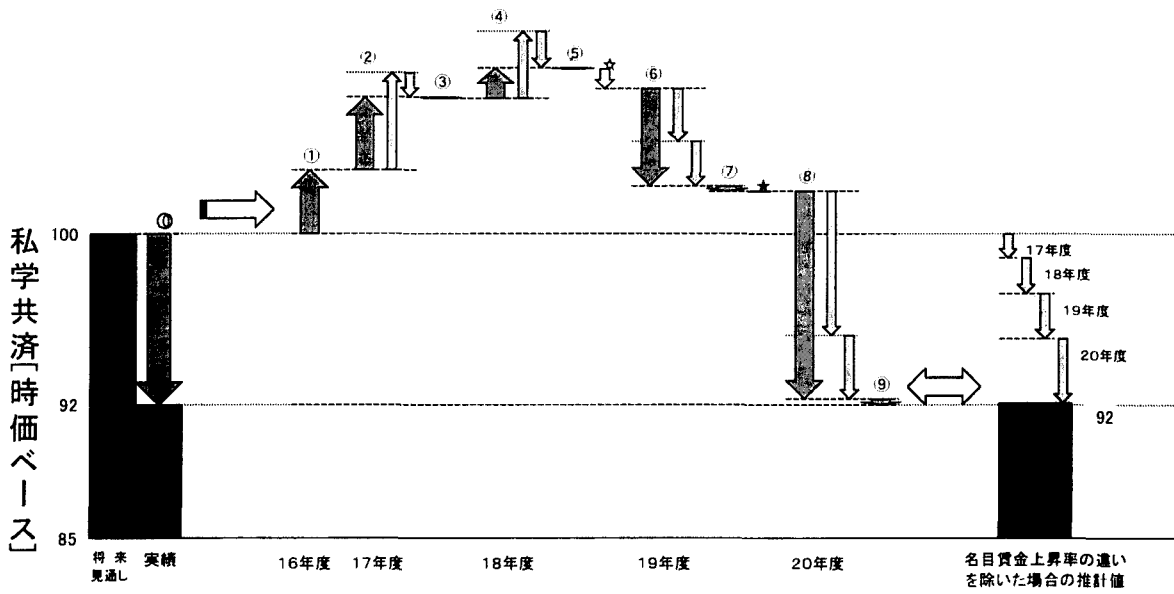 ④
②
⑤
☆
⑥
③
①
⑦
★
⑧
私学共済[時価ベース]
100
17年度
18年度
19年度
20年度
⑨
92
92
85
将来見通し
実績
16年度
17年度
18年度
19年度
20年度
名目賃金上昇率の違い
を除いた場合の推計値